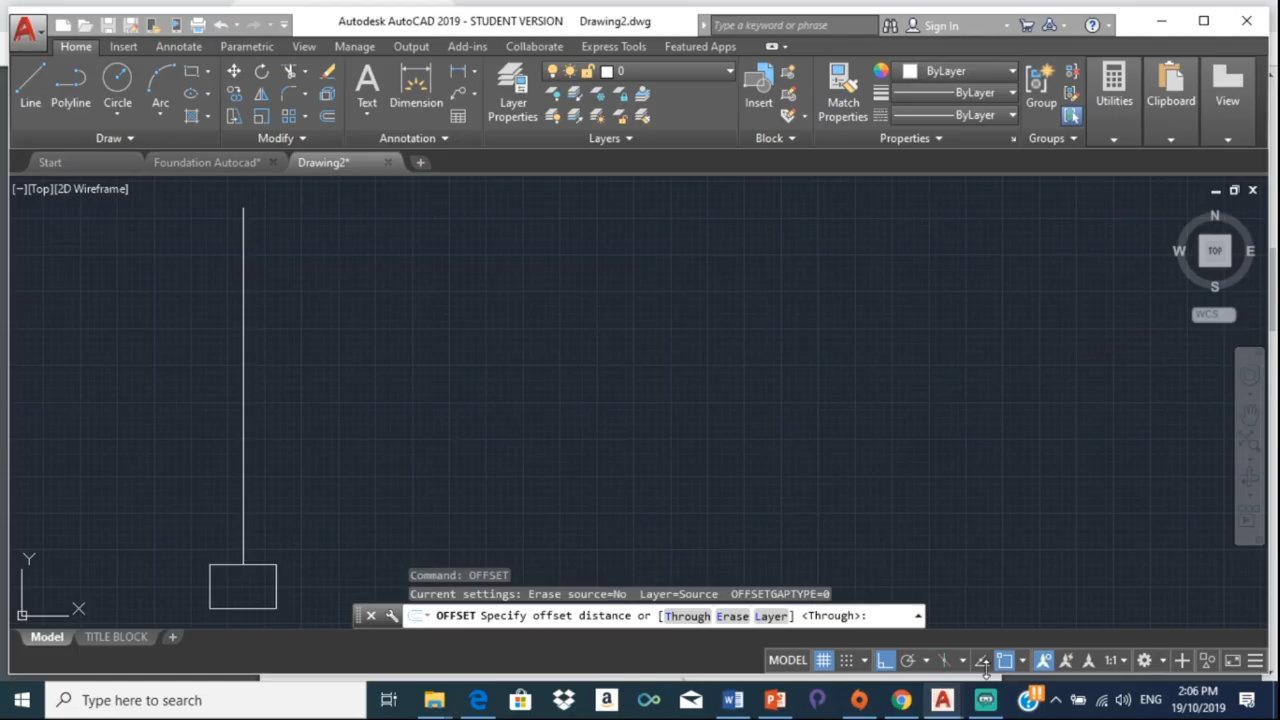 Autodesk AutoCAD 2019 - STUDENT VERSION Drawing2.dwg
Type a keyword or phrase
Sign In
Home Insert Annotate Parametric View Manage Output Add-ins Collaborate Express Tools Featured Apps
0
ByLayer
ByLayer
ByLayer
Line Polyline Circle Arc
Text Dimension
Layer Properties
Insert
Match Properties
Group
Utilities Clipboard View
Draw Modify Annotation Layers Block Properties Groups
Start Foundation Autocad* Drawing2*
[−][Top][2D Wireframe]
N
W TOP E
S
WCS
Y
X
Command: OFFSET
Current settings: Erase source=No Layer=Source OFFSETGAPTYPE=0
OFFSET Specify offset distance or [Through Erase Layer] <Through>:
Model TITLE BLOCK
MODEL 1:1
Type here to search
ENG
2:06 PM
19/10/2019